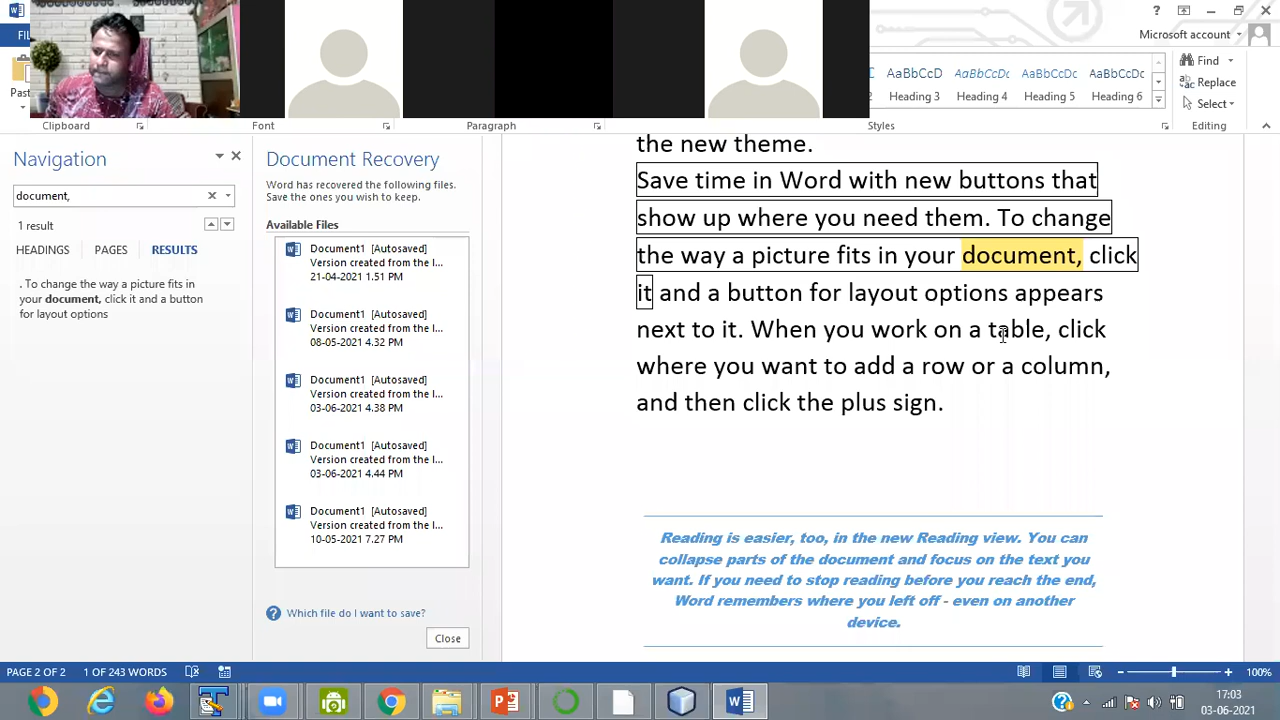 FIL
Past
Microsoft account
AaBbCcD AaBbCcDc AaBbCcDc AaBbCcDc
2 Heading 3 Heading 4 Heading 5 Heading 6
Find
Replace
Select
Clipboard Font Paragraph Styles Editing
Navigation
document,
1 result
HEADINGS PAGES RESULTS
. To change the way a picture fits in
your document, click it and a button
for layout options
Document Recovery
Word has recovered the following files.
Save the ones you wish to keep.
Available Files
Document1 [Autosaved]
Version created from the l...
21-04-2021 1.51 PM
Document1 [Autosaved]
Version created from the l...
08-05-2021 4.32 PM
Document1 [Autosaved]
Version created from the l...
03-06-2021 4.38 PM
Document1 [Autosaved]
Version created from the l...
03-06-2021 4.44 PM
Document1 [Autosaved]
Version created from the l...
10-05-2021 7.27 PM
Which file do I want to save?
Close
the new theme.
Save time in Word with new buttons that
show up where you need them. To change
the way a picture fits in your document, click
it and a button for layout options appears
next to it. When you work on a table, click
where you want to add a row or a column,
and then click the plus sign.
Reading is easier, too, in the new Reading view. You can
collapse parts of the document and focus on the text you
want. If you need to stop reading before you reach the end,
Word remembers where you left off - even on another
device.
PAGE 2 OF 2 1 OF 243 WORDS
100%
17:03
03-06-2021